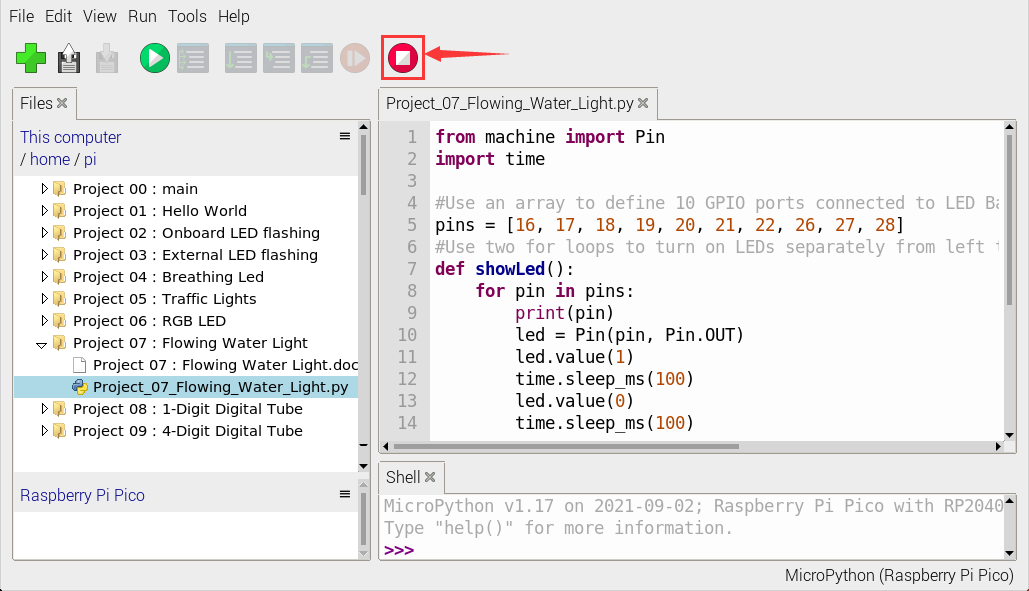 File Edit View Run Tools Help
Files
This computer
/ home / pi
Project 00 : main
Project 01 : Hello World
Project 02 : Onboard LED flashing
Project 03 : External LED flashing
Project 04 : Breathing Led
Project 05 : Traffic Lights
Project 06 : RGB LED
Project 07 : Flowing Water Light
Project 07 : Flowing Water Light.doc
Project_07_Flowing_Water_Light.py
Project 08 : 1-Digit Digital Tube
Project 09 : 4-Digit Digital Tube
Raspberry Pi Pico
Project_07_Flowing_Water_Light.py
1 from machine import Pin
2 import time
3
4 #Use an array to define 10 GPIO ports connected to LED Ba
5 pins = [16, 17, 18, 19, 20, 21, 22, 26, 27, 28]
6 #Use two for loops to turn on LEDs separately from left t
7 def showLed():
8 for pin in pins:
9 print(pin)
10 led = Pin(pin, Pin.OUT)
11 led.value(1)
12 time.sleep_ms(100)
13 led.value(0)
14 time.sleep_ms(100)
Shell
MicroPython v1.17 on 2021-09-02; Raspberry Pi Pico with RP2040
Type "help()" for more information.
>>>
MicroPython (Raspberry Pi Pico)